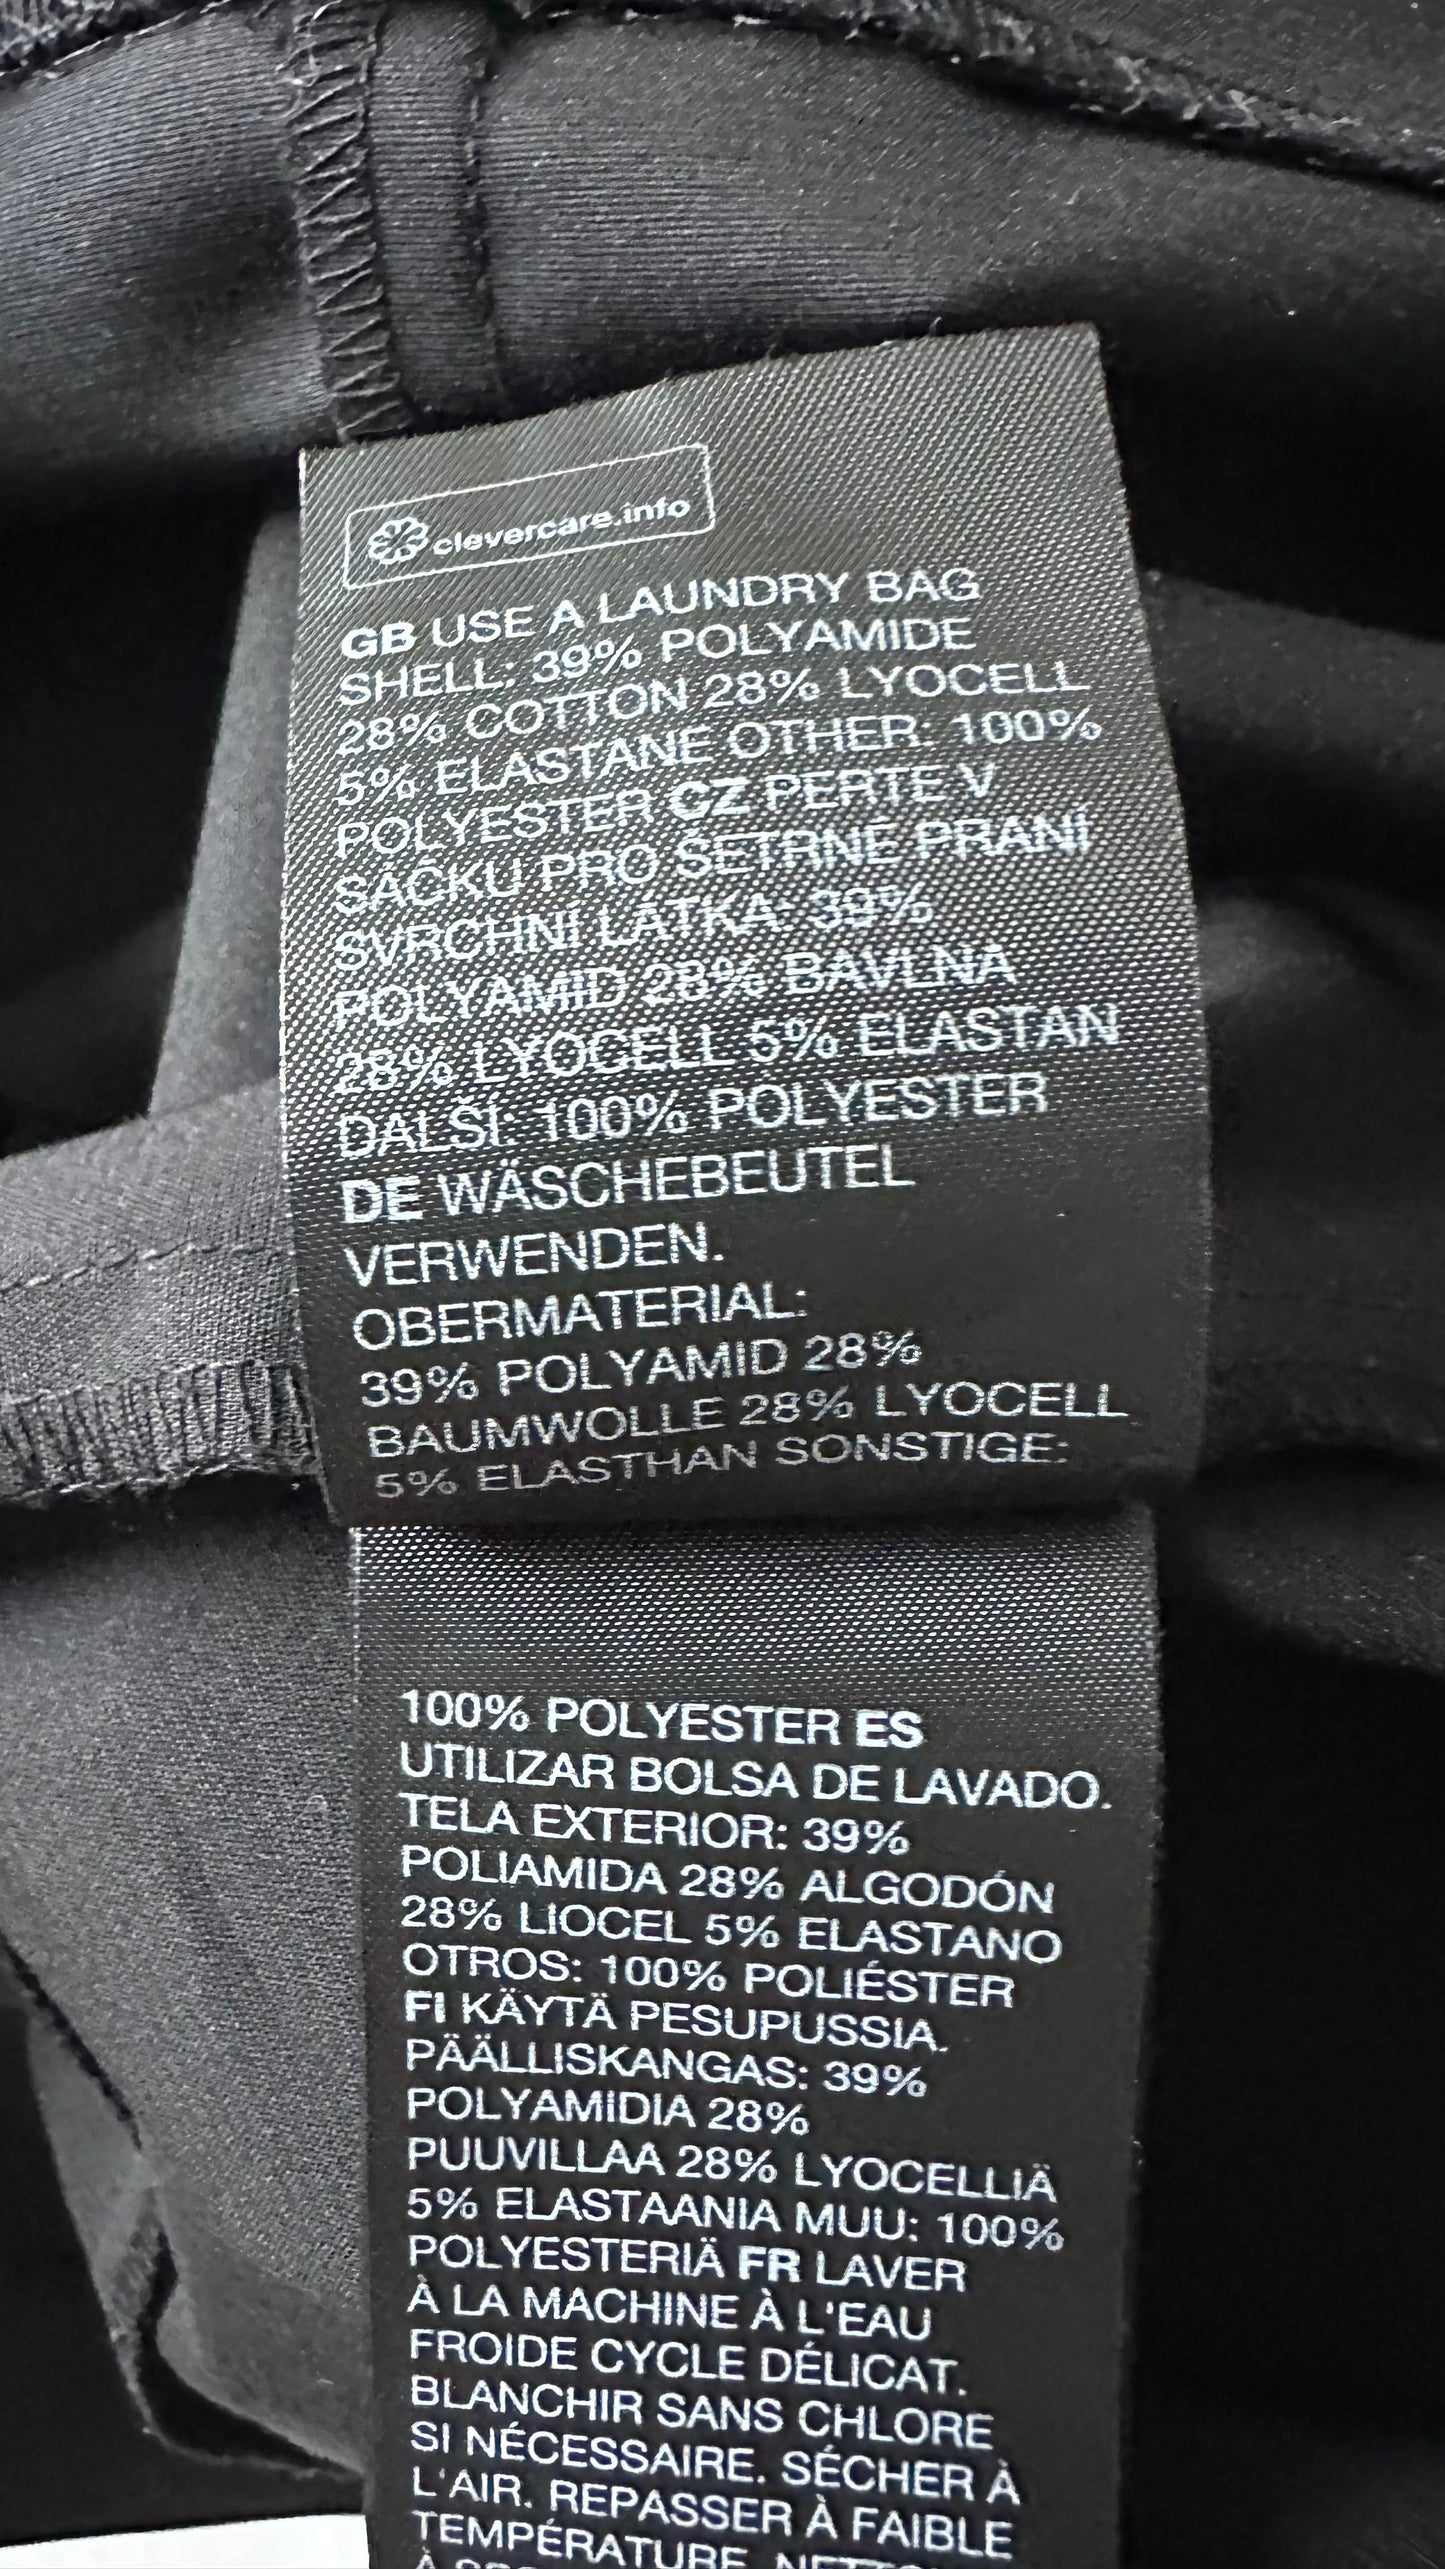 clevercare.info
GB USE A LAUNDRY BAG
SHELL: 39% POLYAMIDE
28% COTTON 28% LYOCELL
5% ELASTANE OTHER: 100%
POLYESTER CZ PERTE V
SÁČKU PRO ŠETRNÉ PRANÍ
SVRCHNÍ LÁTKA: 39%
POLYAMID 28% BAVLNA
28% LYOCELL 5% ELASTAN
DALŠÍ: 100% POLYESTER
DE WÄSCHEBEUTEL
VERWENDEN.
OBERMATERIAL:
39% POLYAMID 28%
BAUMWOLLE 28% LYOCELL
5% ELASTHAN SONSTIGE:
100% POLYESTER ES
UTILIZAR BOLSA DE LAVADO.
TELA EXTERIOR: 39%
POLIAMIDA 28% ALGODÓN
28% LIOCEL 5% ELASTANO
OTROS: 100% POLIÉSTER
FI KÄYTÄ PESUPUSSIA.
PÄÄLLISKANGAS: 39%
POLYAMIDIA 28%
PUUVILLAA 28% LYOCELLIÄ
5% ELASTAANIA MUU: 100%
POLYESTERIÄ FR LAVER
À LA MACHINE À L'EAU
FROIDE CYCLE DÉLICAT.
BLANCHIR SANS CHLORE
SI NÉCESSAIRE. SÉCHER À
L'AIR. REPASSER À FAIBLE
TEMPÉRATURE.